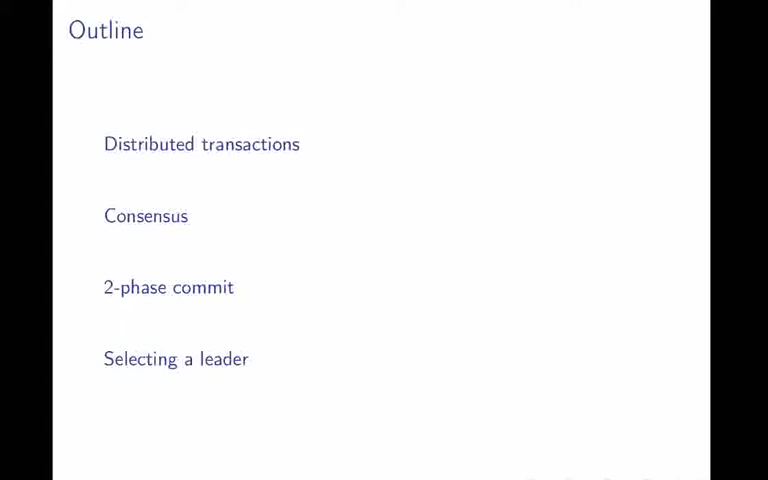 Outline
Distributed transactions
Consensus
2-phase commit
Selecting a leader